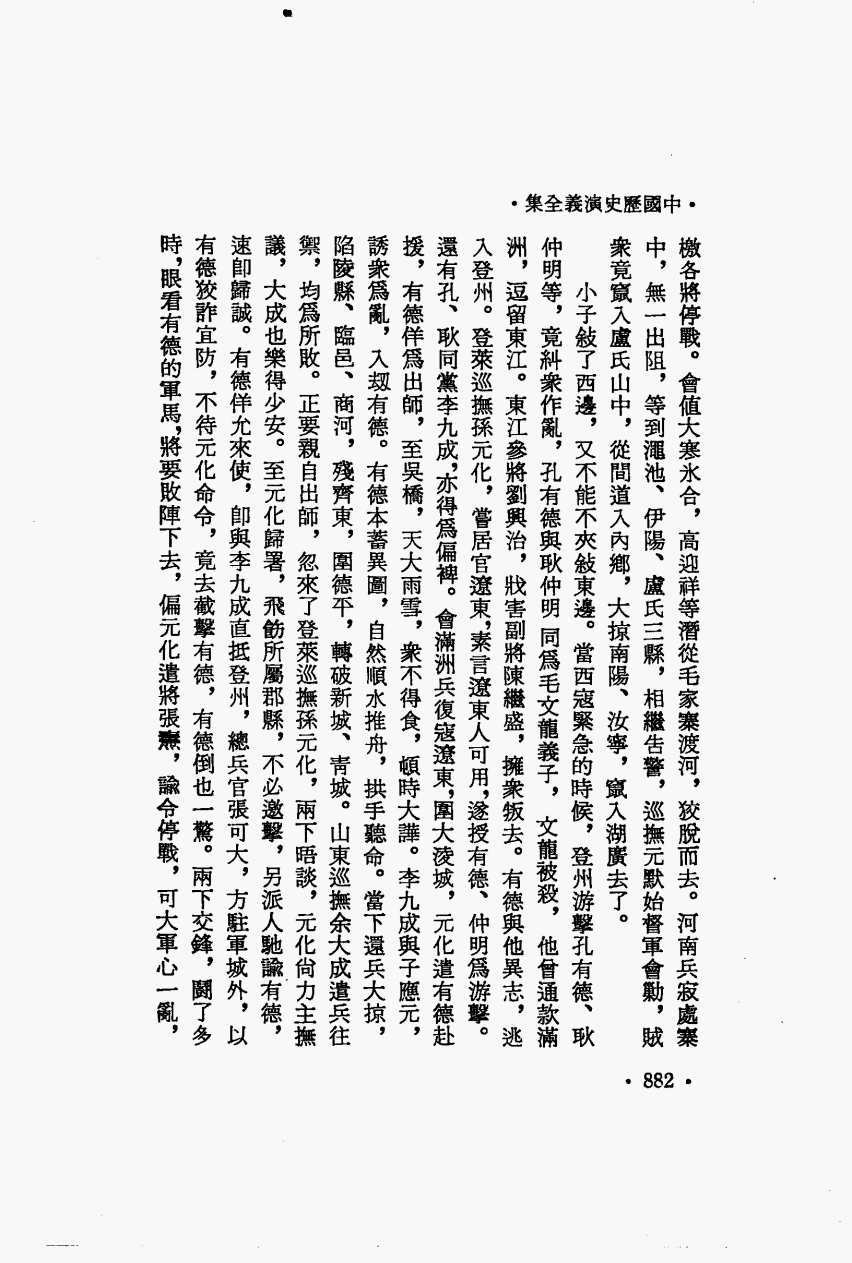 •中國歷史演義全集•
檄各將停戰。會值大寒氷合，高迎祥等潛從毛家寨渡河，狡脫而去。河南兵寂處寨
中，無一出阻，等到澠池、伊陽、盧氏三縣，相繼吿警，巡撫元默始督軍會勦，賊
衆竟竄入盧氏山中，從間道入內鄕，大掠南陽、汝寧，竄入湖廣去了。
小子敍了西邊，又不能不夾敍東邊。當西寇緊急的時候，登州游擊孔有德、耿
仲明等，竟糾衆作亂，孔有德與耿仲明同爲毛文龍義子，文龍被殺，他曾通款滿
洲，逗留東江。東江參將劉興治，戕害副將陳繼盛，擁衆叛去。有德與他異志，逃
入登州。登萊巡撫孫元化，嘗居官遼東，素言遼東人可用，遂授有德、仲明爲游擊。
還有孔、耿同黨李九成，亦得爲偏裨。會滿洲兵復寇遼東，圍大淩城，元化遣有德赴
援，有德佯爲出師，至吳橋，天大雨雪，衆不得食，頓時大譁。李九成與子應元，
誘衆爲亂，入刼有德。有德本蓄異圖，自然順水推舟，拱手聽命。當下還兵大掠，
陷陵縣、臨邑、商河，殘齊東，圍德平，轉破新城、靑城。山東巡撫余大成遣兵往
禦，均爲所敗。正要親自出師，忽來了登萊巡撫孫元化，兩下晤談，元化尙力主撫
議，大成也樂得少安。至元化歸署，飛飭所屬郡縣，不必邀擊，另派人馳諭有德，
速卽歸誠。有德佯允來使，卽與李九成直抵登州，總兵官張可大，方駐軍城外，以
有德狡詐宜防，不待元化命令，竟去截擊有德，有德倒也一驚。兩下交鋒，鬭了多
時，眼看有德的軍馬，將要敗陣下去，偏元化遣將張燾，諭令停戰，可大軍心一亂，
•882•